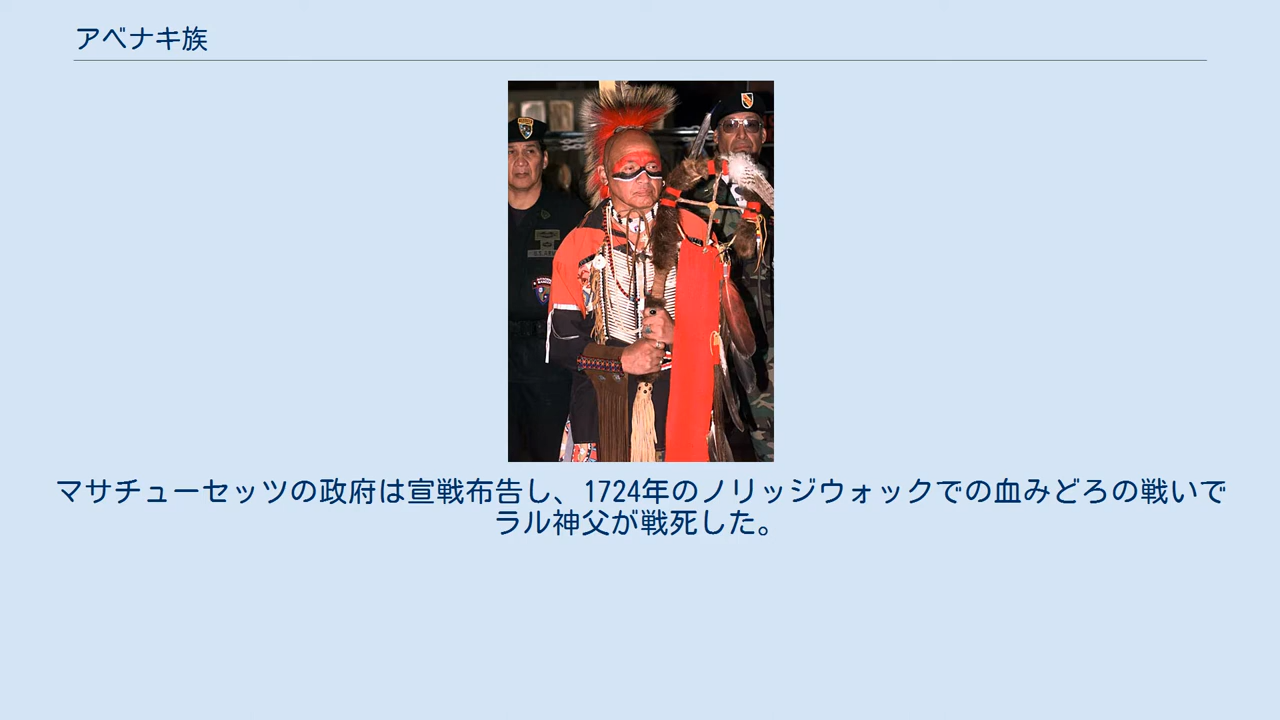 アベナキ族
マサチューセッツの政府は宣戦布告し、1724年のノリッジウォックでの血みどろの戦いで
ラル神父が戦死した。